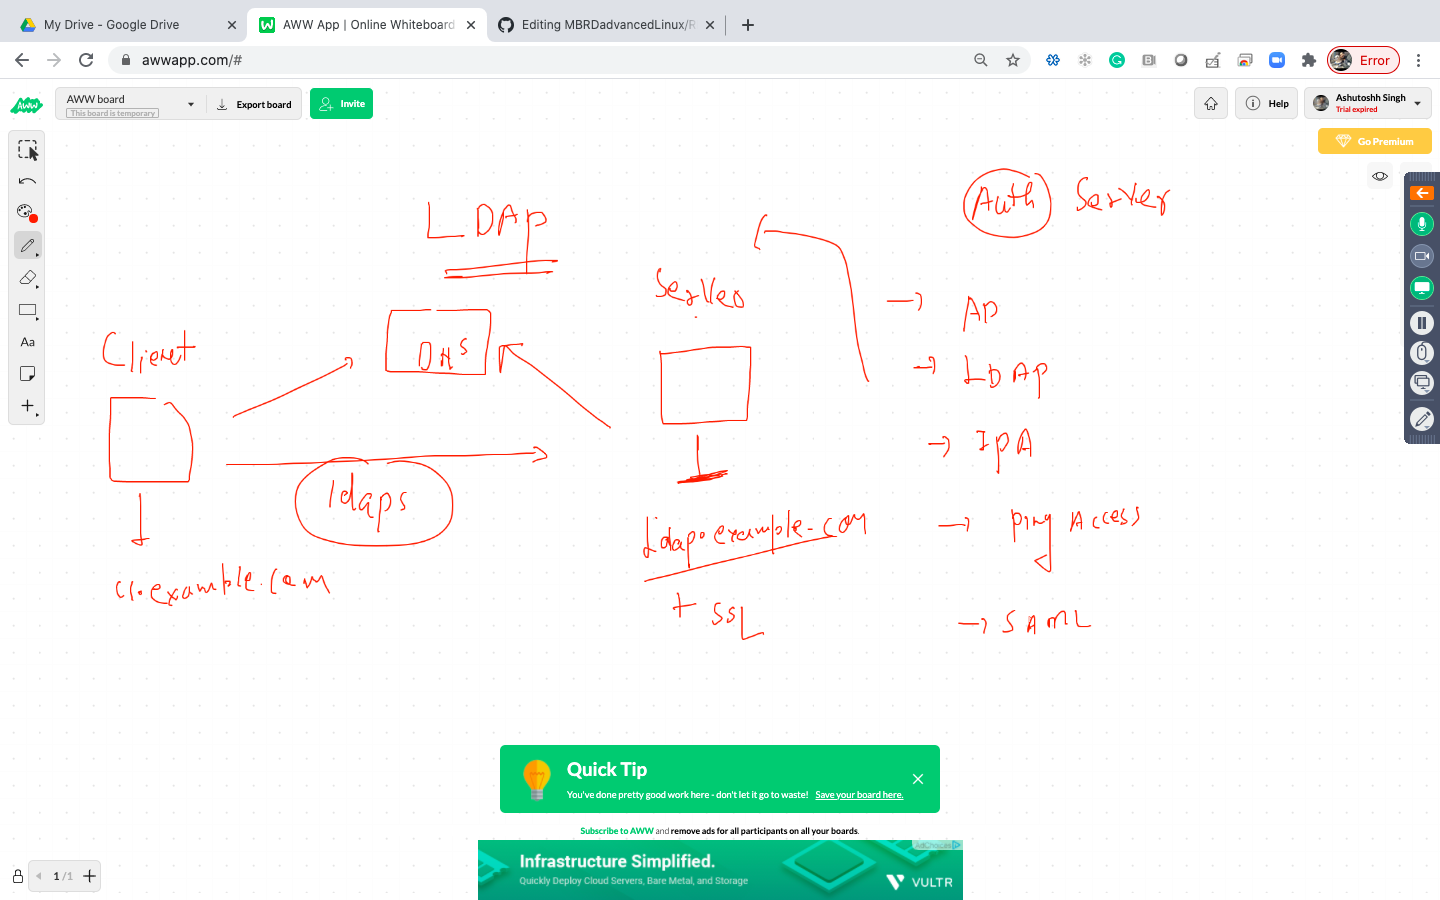 My Drive - Google Drive
AWW App | Online Whiteboard
Editing MBRDadvancedLinux/R
awwapp.com/#
Error
AWW
AWW board
This board is temporary
Export board
Invite
Help
Ashutoshh Singh
Trial expired
Go Premium
Aa
LDAP
Auth Server
Server
AD
DNS
Client
LDAP
IPA
ldaps
Ping Access
Ldap.example.com
c1.example.com
+ SSL
SAML
Quick Tip
You've done pretty good work here - don't let it go to waste! Save your board here.
Subscribe to AWW and remove ads for all participants on all your boards.
AdChoices
Infrastructure Simplified.
Quickly Deploy Cloud Servers, Bare Metal, and Storage
VULTR
1 /1